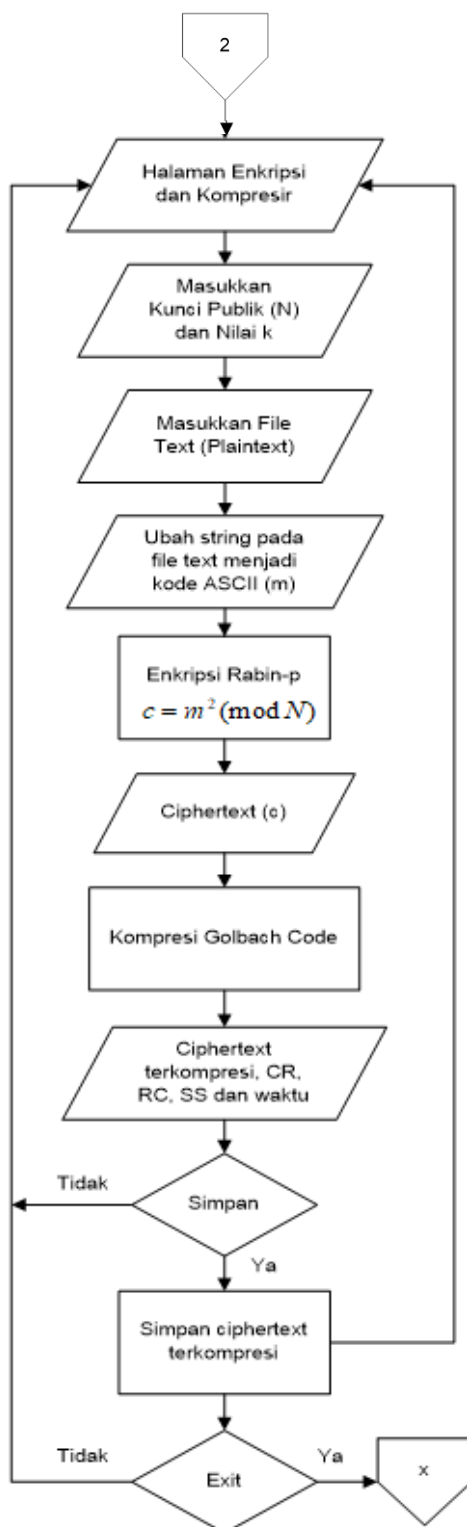 2
Halaman Enkripsi
dan Kompresir
Masukkan
Kunci Publik (N)
dan Nilai k
Masukkan File
Text (Plaintext)
Ubah string pada
file text menjadi
kode ASCII (m)
Enkripsi Rabin-p
c = m² (mod N)
Ciphertext (c)
Kompresi Golbach Code
Ciphertext
terkompresi, CR,
RC, SS dan waktu
Tidak
Simpan
Ya
Simpan ciphertext
terkompresi
Tidak
Exit
Ya
x